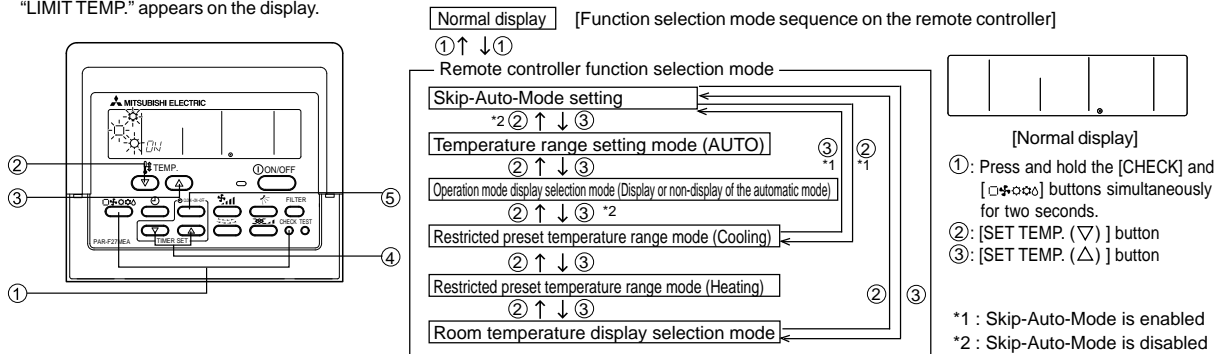 "LIMIT TEMP." appears on the display.
Normal display [Function selection mode sequence on the remote controller]
①↑ ↓①
Remote controller function selection mode
Skip-Auto-Mode setting
*2 ② ↑ ↓ ③
Temperature range setting mode (AUTO)
② ↑ ↓ ③
Operation mode display selection mode (Display or non-display of the automatic mode)
② ↑ ↓ ③ *2
Restricted preset temperature range mode (Cooling)
② ↑ ↓ ③
Restricted preset temperature range mode (Heating)
② ↑ ↓ ③
Room temperature display selection mode
③ ②
*1 *1
② ③
MITSUBISHI ELECTRIC
ON
TEMP.
ON/OFF
FILTER
CHECK TEST
PAR-F27MEA
TIMER SET
②
③
①
⑤
④
[Normal display]
①: Press and hold the [CHECK] and
[ ] buttons simultaneously
for two seconds.
②: [SET TEMP. (▽) ] button
③: [SET TEMP. (△) ] button
*1 : Skip-Auto-Mode is enabled
*2 : Skip-Auto-Mode is disabled